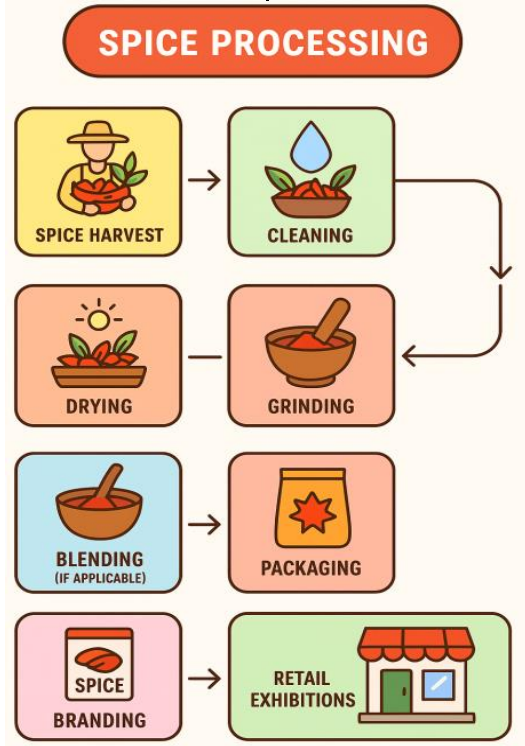 SPICE PROCESSING
SPICE HARVEST
CLEANING
DRYING
GRINDING
BLENDING
(IF APPLICABLE)
PACKAGING
SPICE
BRANDING
RETAIL
EXHIBITIONS